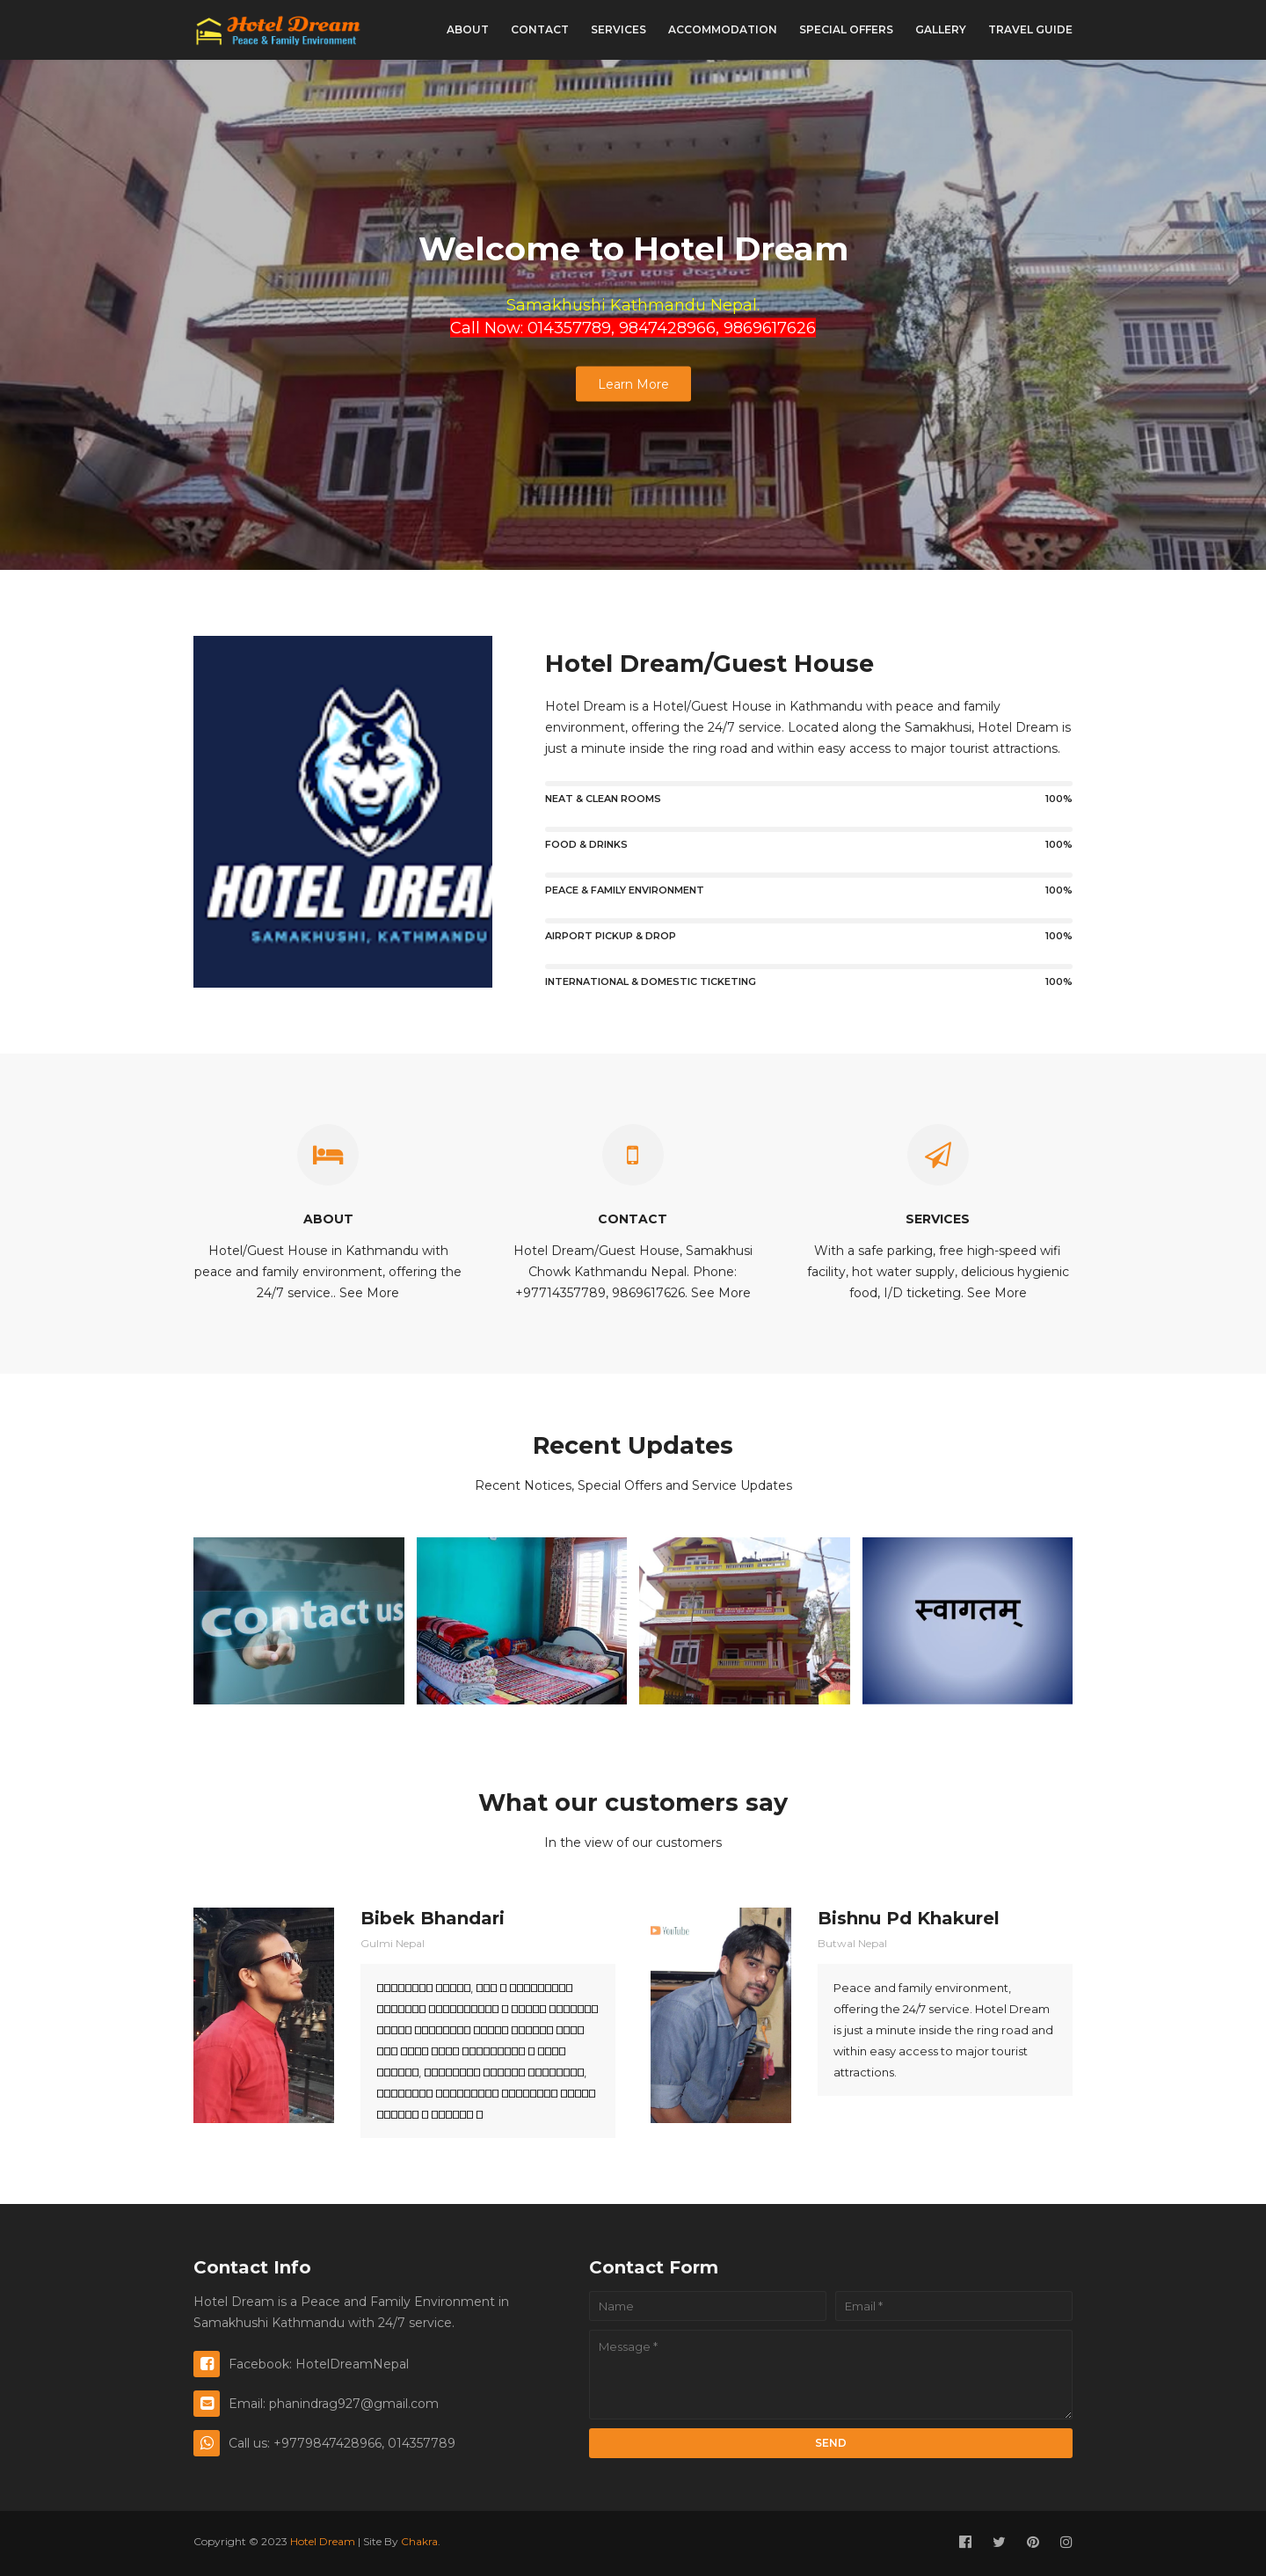 Hotel Dream
Peace & Family Environment
ABOUT
CONTACT
SERVICES
ACCOMMODATION
SPECIAL OFFERS
GALLERY
TRAVEL GUIDE
Welcome to Hotel Dream
Samakhushi Kathmandu Nepal.
Call Now: 014357789, 9847428966, 9869617626
Learn More
HOTEL DREAM
SAMAKHUSHI, KATHMANDU
Hotel Dream/Guest House
Hotel Dream is a Hotel/Guest House in Kathmandu with peace and family
environment, offering the 24/7 service. Located along the Samakhusi, Hotel Dream is
just a minute inside the ring road and within easy access to major tourist attractions.
NEAT & CLEAN ROOMS 100%
FOOD & DRINKS 100%
PEACE & FAMILY ENVIRONMENT 100%
AIRPORT PICKUP & DROP 100%
INTERNATIONAL & DOMESTIC TICKETING 100%
ABOUT
Hotel/Guest House in Kathmandu with
peace and family environment, offering the
24/7 service.. See More
CONTACT
Hotel Dream/Guest House, Samakhusi
Chowk Kathmandu Nepal. Phone:
+97714357789, 9869617626. See More
SERVICES
With a safe parking, free high-speed wifi
facility, hot water supply, delicious hygienic
food, I/D ticketing. See More
Recent Updates
Recent Notices, Special Offers and Service Updates
contact us
स्वागतम्
What our customers say
In the view of our customers
Bibek Bhandari
Gulmi Nepal
YouTube
Bishnu Pd Khakurel
Butwal Nepal
Peace and family environment,
offering the 24/7 service. Hotel Dream
is just a minute inside the ring road and
within easy access to major tourist
attractions.
Contact Info
Hotel Dream is a Peace and Family Environment in
Samakhushi Kathmandu with 24/7 service.
Facebook: HotelDreamNepal
Email: phanindrag927@gmail.com
Call us: +9779847428966, 014357789
Contact Form
Name
Email *
Message *
SEND
Copyright © 2023 Hotel Dream | Site By Chakra.